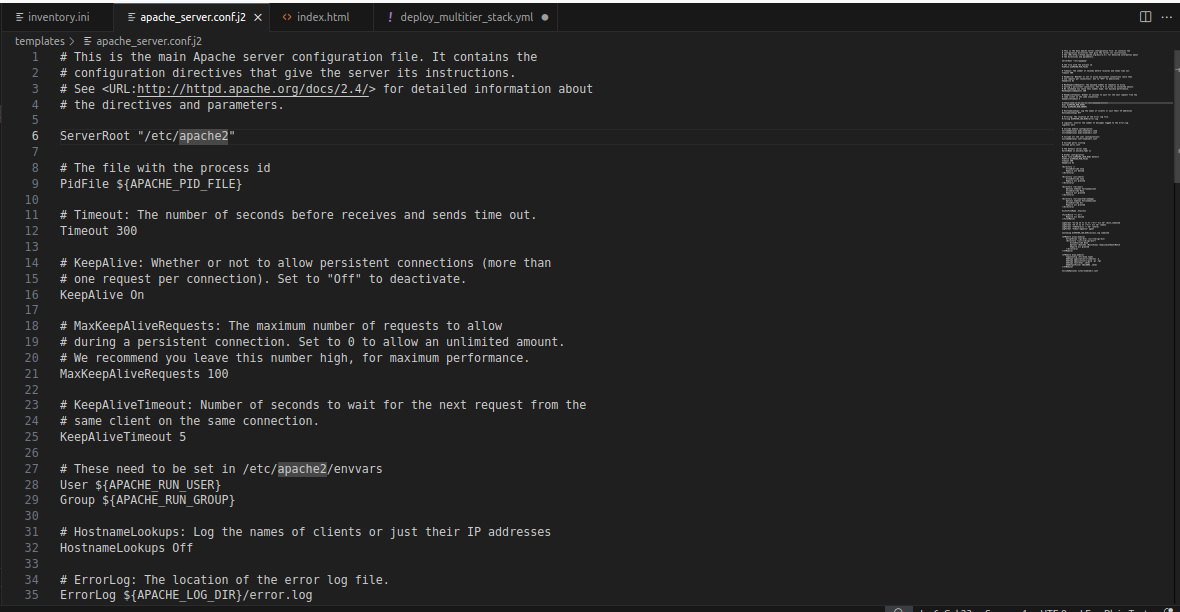 inventory.ini
apache_server.conf.j2
index.html
deploy_multitier_stack.yml
templates > apache_server.conf.j2
1 # This is the main Apache server configuration file. It contains the
2 # configuration directives that give the server its instructions.
3 # See <URL:http://httpd.apache.org/docs/2.4/> for detailed information about
4 # the directives and parameters.
5
6 ServerRoot "/etc/apache2"
7
8 # The file with the process id
9 PidFile ${APACHE_PID_FILE}
10
11 # Timeout: The number of seconds before receives and sends time out.
12 Timeout 300
13
14 # KeepAlive: Whether or not to allow persistent connections (more than
15 # one request per connection). Set to "Off" to deactivate.
16 KeepAlive On
17
18 # MaxKeepAliveRequests: The maximum number of requests to allow
19 # during a persistent connection. Set to 0 to allow an unlimited amount.
20 # We recommend you leave this number high, for maximum performance.
21 MaxKeepAliveRequests 100
22
23 # KeepAliveTimeout: Number of seconds to wait for the next request from the
24 # same client on the same connection.
25 KeepAliveTimeout 5
26
27 # These need to be set in /etc/apache2/envvars
28 User ${APACHE_RUN_USER}
29 Group ${APACHE_RUN_GROUP}
30
31 # HostnameLookups: Log the names of clients or just their IP addresses
32 HostnameLookups Off
33
34 # ErrorLog: The location of the error log file.
35 ErrorLog ${APACHE_LOG_DIR}/error.log